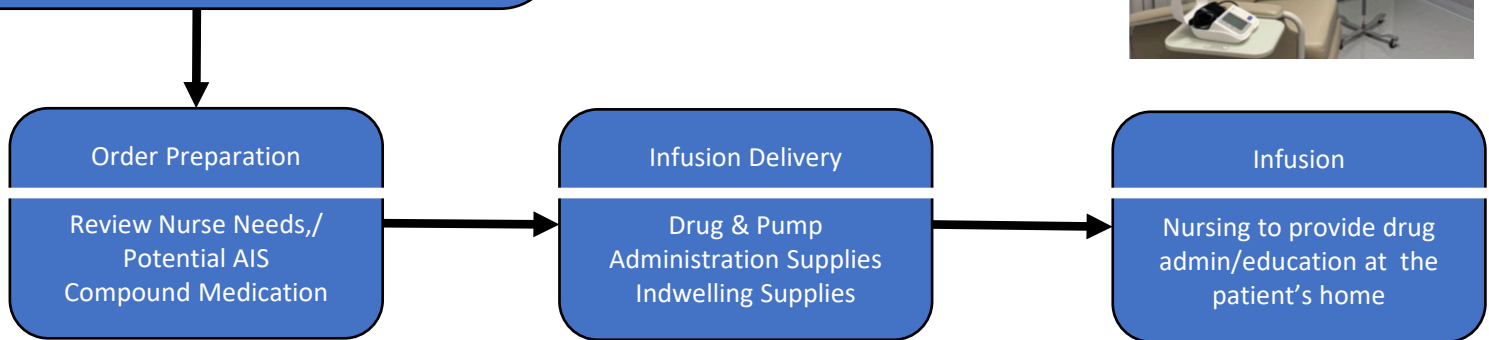 Order Preparation
Review Nurse Needs,/
Potential AIS
Compound Medication
Infusion Delivery
Drug & Pump
Administration Supplies
Indwelling Supplies
Infusion
Nursing to provide drug
admin/education at  the
patient’s home